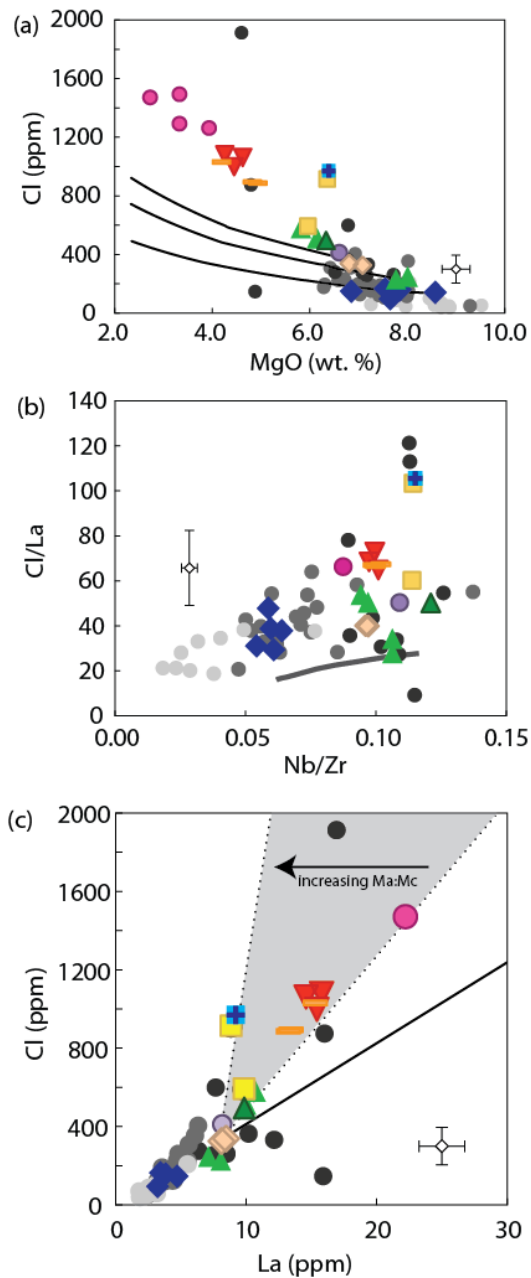 (a)
2000
1600
1200
800
400
0
Cl (ppm)
2.0 4.0 6.0 8.0 10.0
MgO (wt. %)
(b)
140
120
100
80
60
40
20
0
Cl/La
0.00 0.05 0.10 0.15
Nb/Zr
(c)
2000
1600
1200
800
400
0
Cl (ppm)
increasing Ma:Mc
0 10 20 30
La (ppm)